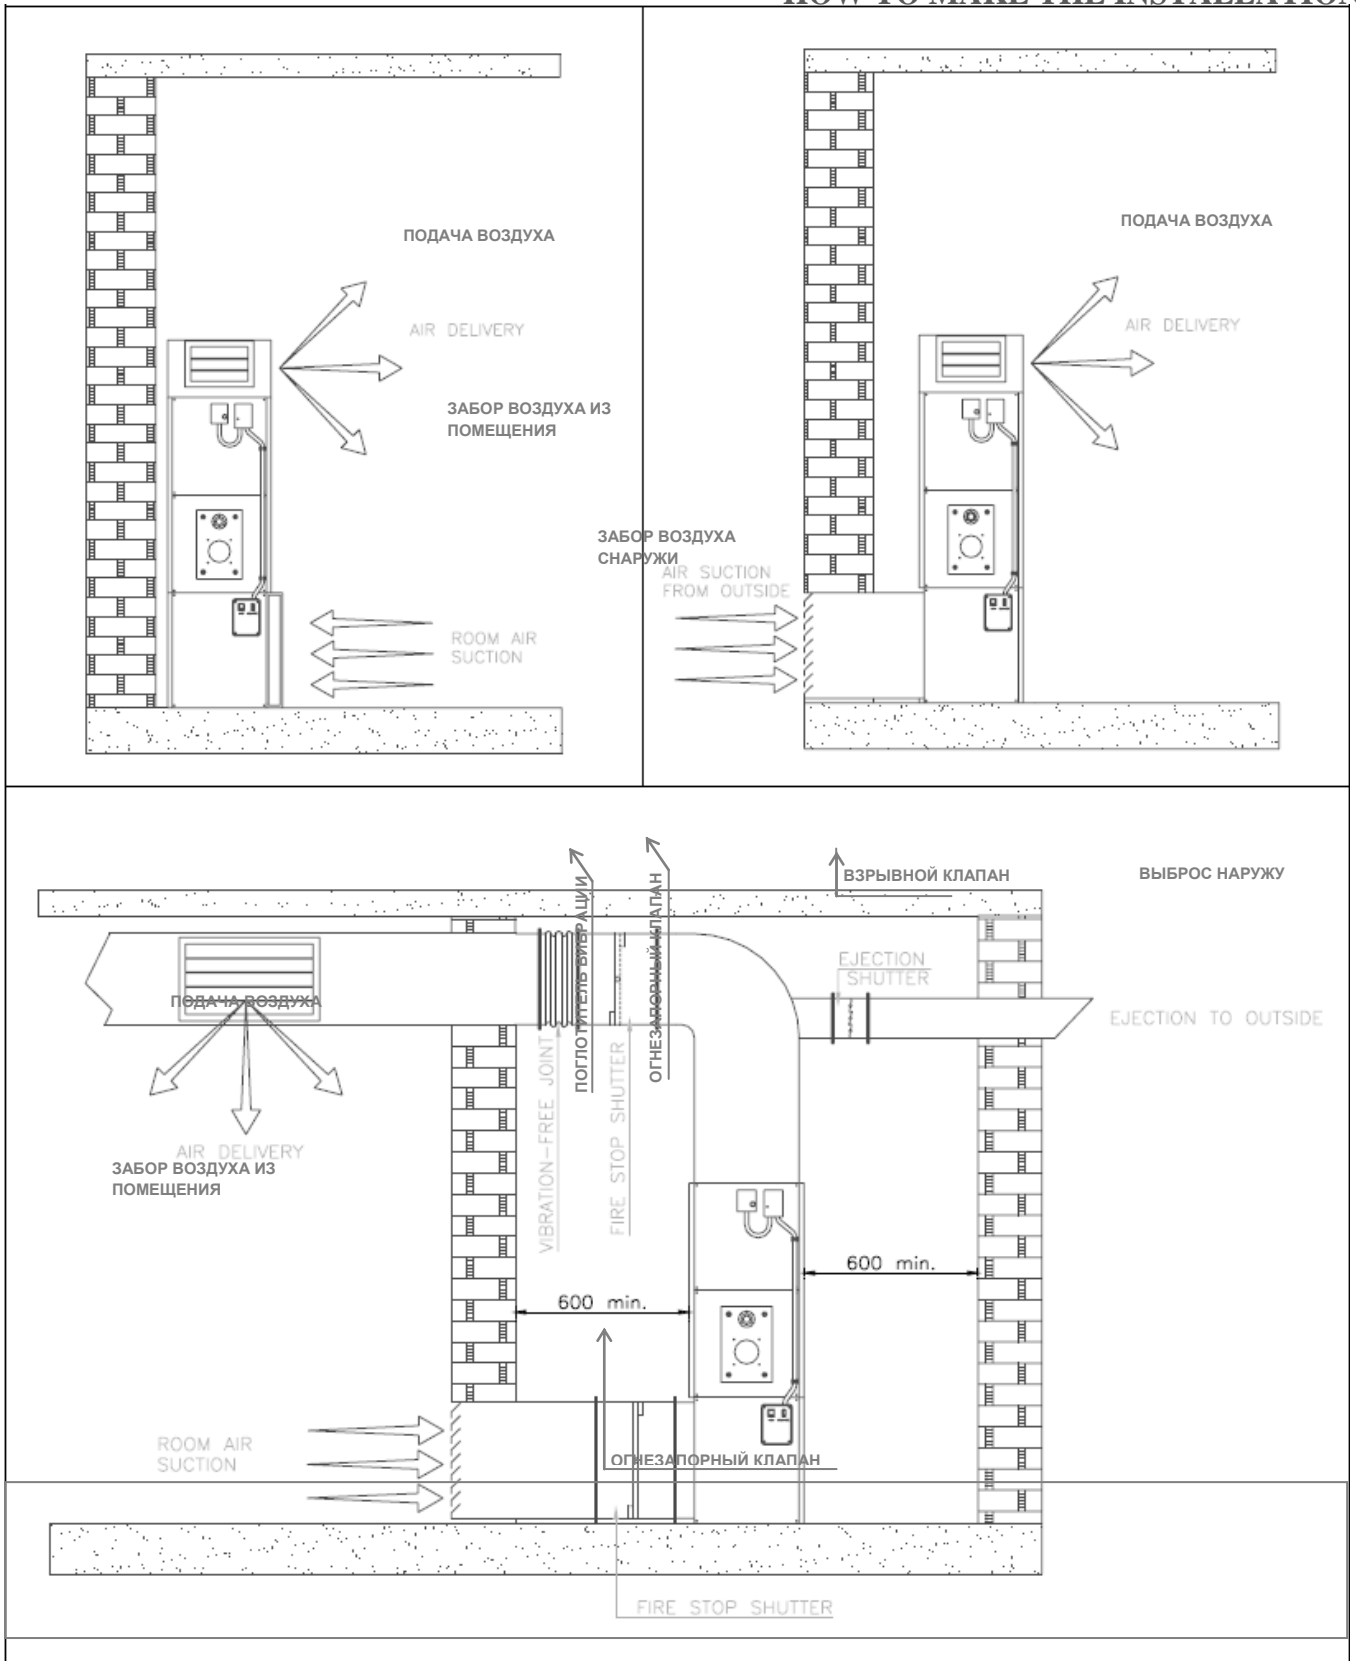 HOW TO MAKE THE INSTALLATION
ПОДАЧА ВОЗДУХА
AIR DELIVERY
ЗАБОР ВОЗДУХА ИЗ
ПОМЕЩЕНИЯ
ROOM AIR
SUCTION
ПОДАЧА ВОЗДУХА
AIR DELIVERY
ЗАБОР ВОЗДУХА
СНАРУЖИ
AIR SUCTION
FROM OUTSIDE
ВЗРЫВНОЙ КЛАПАН
ВЫБРОС НАРУЖУ
ПОГЛОТИТЕЛЬ ВИБРАЦИИ
ОГНЕЗАПОРНЫЙ КЛАПАН
EJECTION
SHUTTER
ПОДАЧА ВОЗДУХА
EJECTION TO OUTSIDE
VIBRATION-FREE JOINT
FIRE STOP SHUTTER
AIR DELIVERY
ЗАБОР ВОЗДУХА ИЗ
ПОМЕЩЕНИЯ
600 min.
600 min.
ROOM AIR
SUCTION
ОГНЕЗАПОРНЫЙ КЛАПАН
FIRE STOP SHUTTER